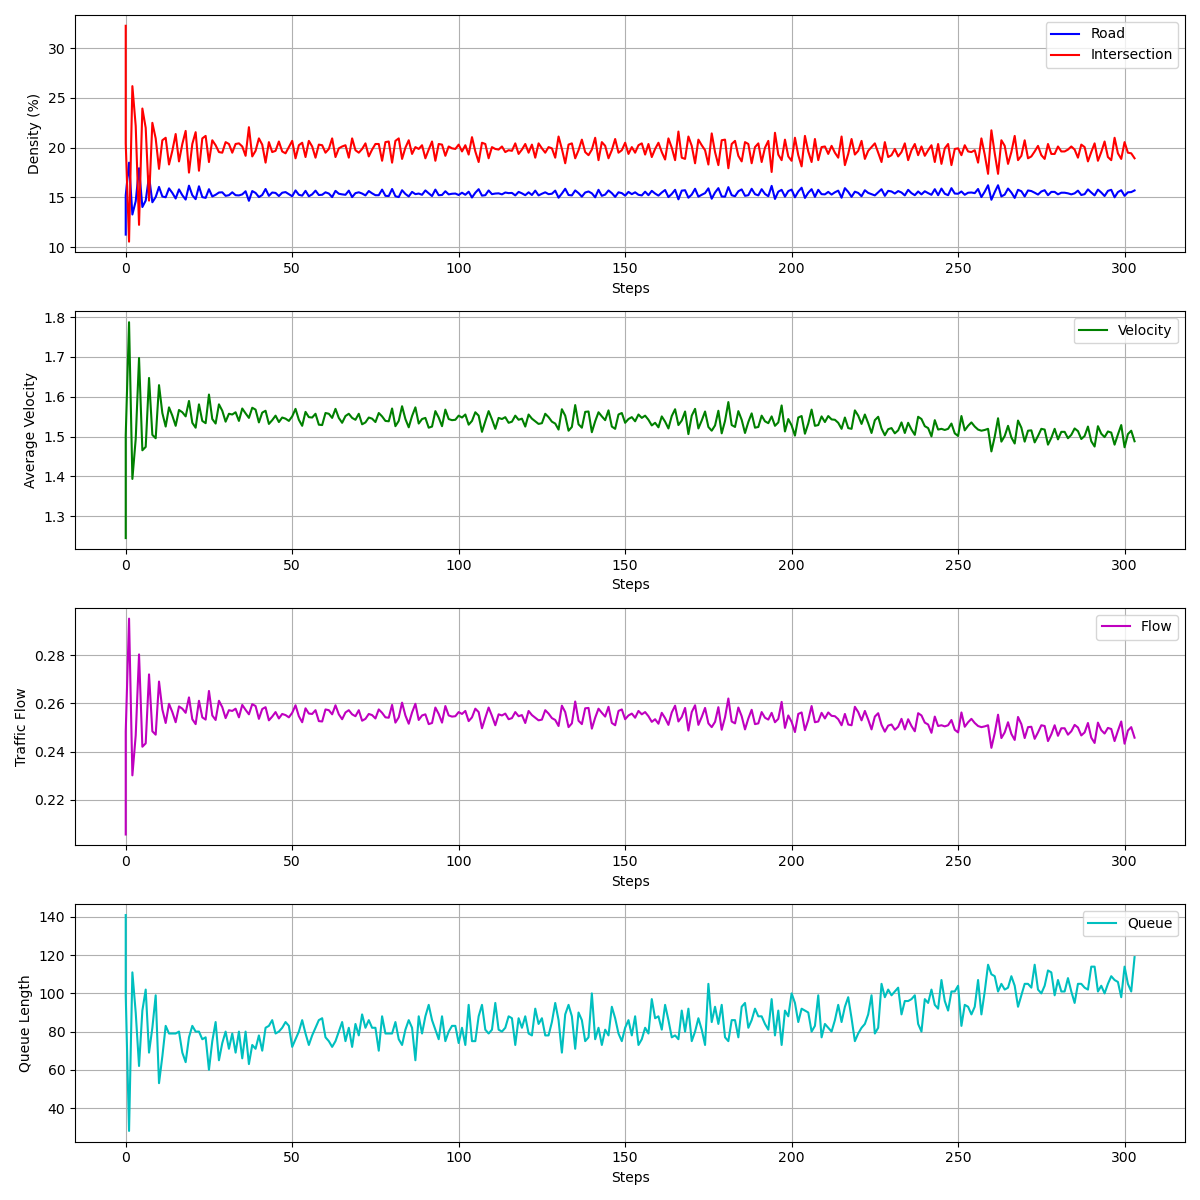 Density (%)
30
25
20
15
10
Road
Intersection
0 50 100 150 200 250 300
Steps
Average Velocity
1.8
1.7
1.6
1.5
1.4
1.3
Velocity
0 50 100 150 200 250 300
Steps
Traffic Flow
0.28
0.26
0.24
0.22
Flow
0 50 100 150 200 250 300
Steps
Queue Length
140
120
100
80
60
40
Queue
0 50 100 150 200 250 300
Steps